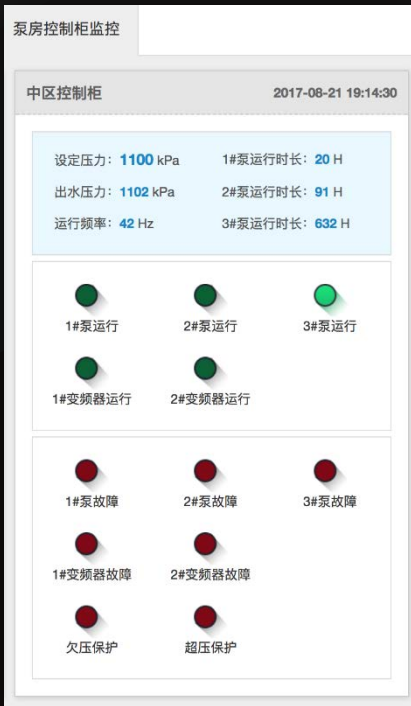 泵房控制柜监控
中区控制柜 2017-08-21 19:14:30
设定压力：1100 kPa 1#泵运行时长：20 H
出水压力：1102 kPa 2#泵运行时长：91 H
运行频率：42 Hz 3#泵运行时长：632 H
1#泵运行 2#泵运行 3#泵运行
1#变频器运行 2#变频器运行
1#泵故障 2#泵故障 3#泵故障
1#变频器故障 2#变频器故障
欠压保护 超压保护